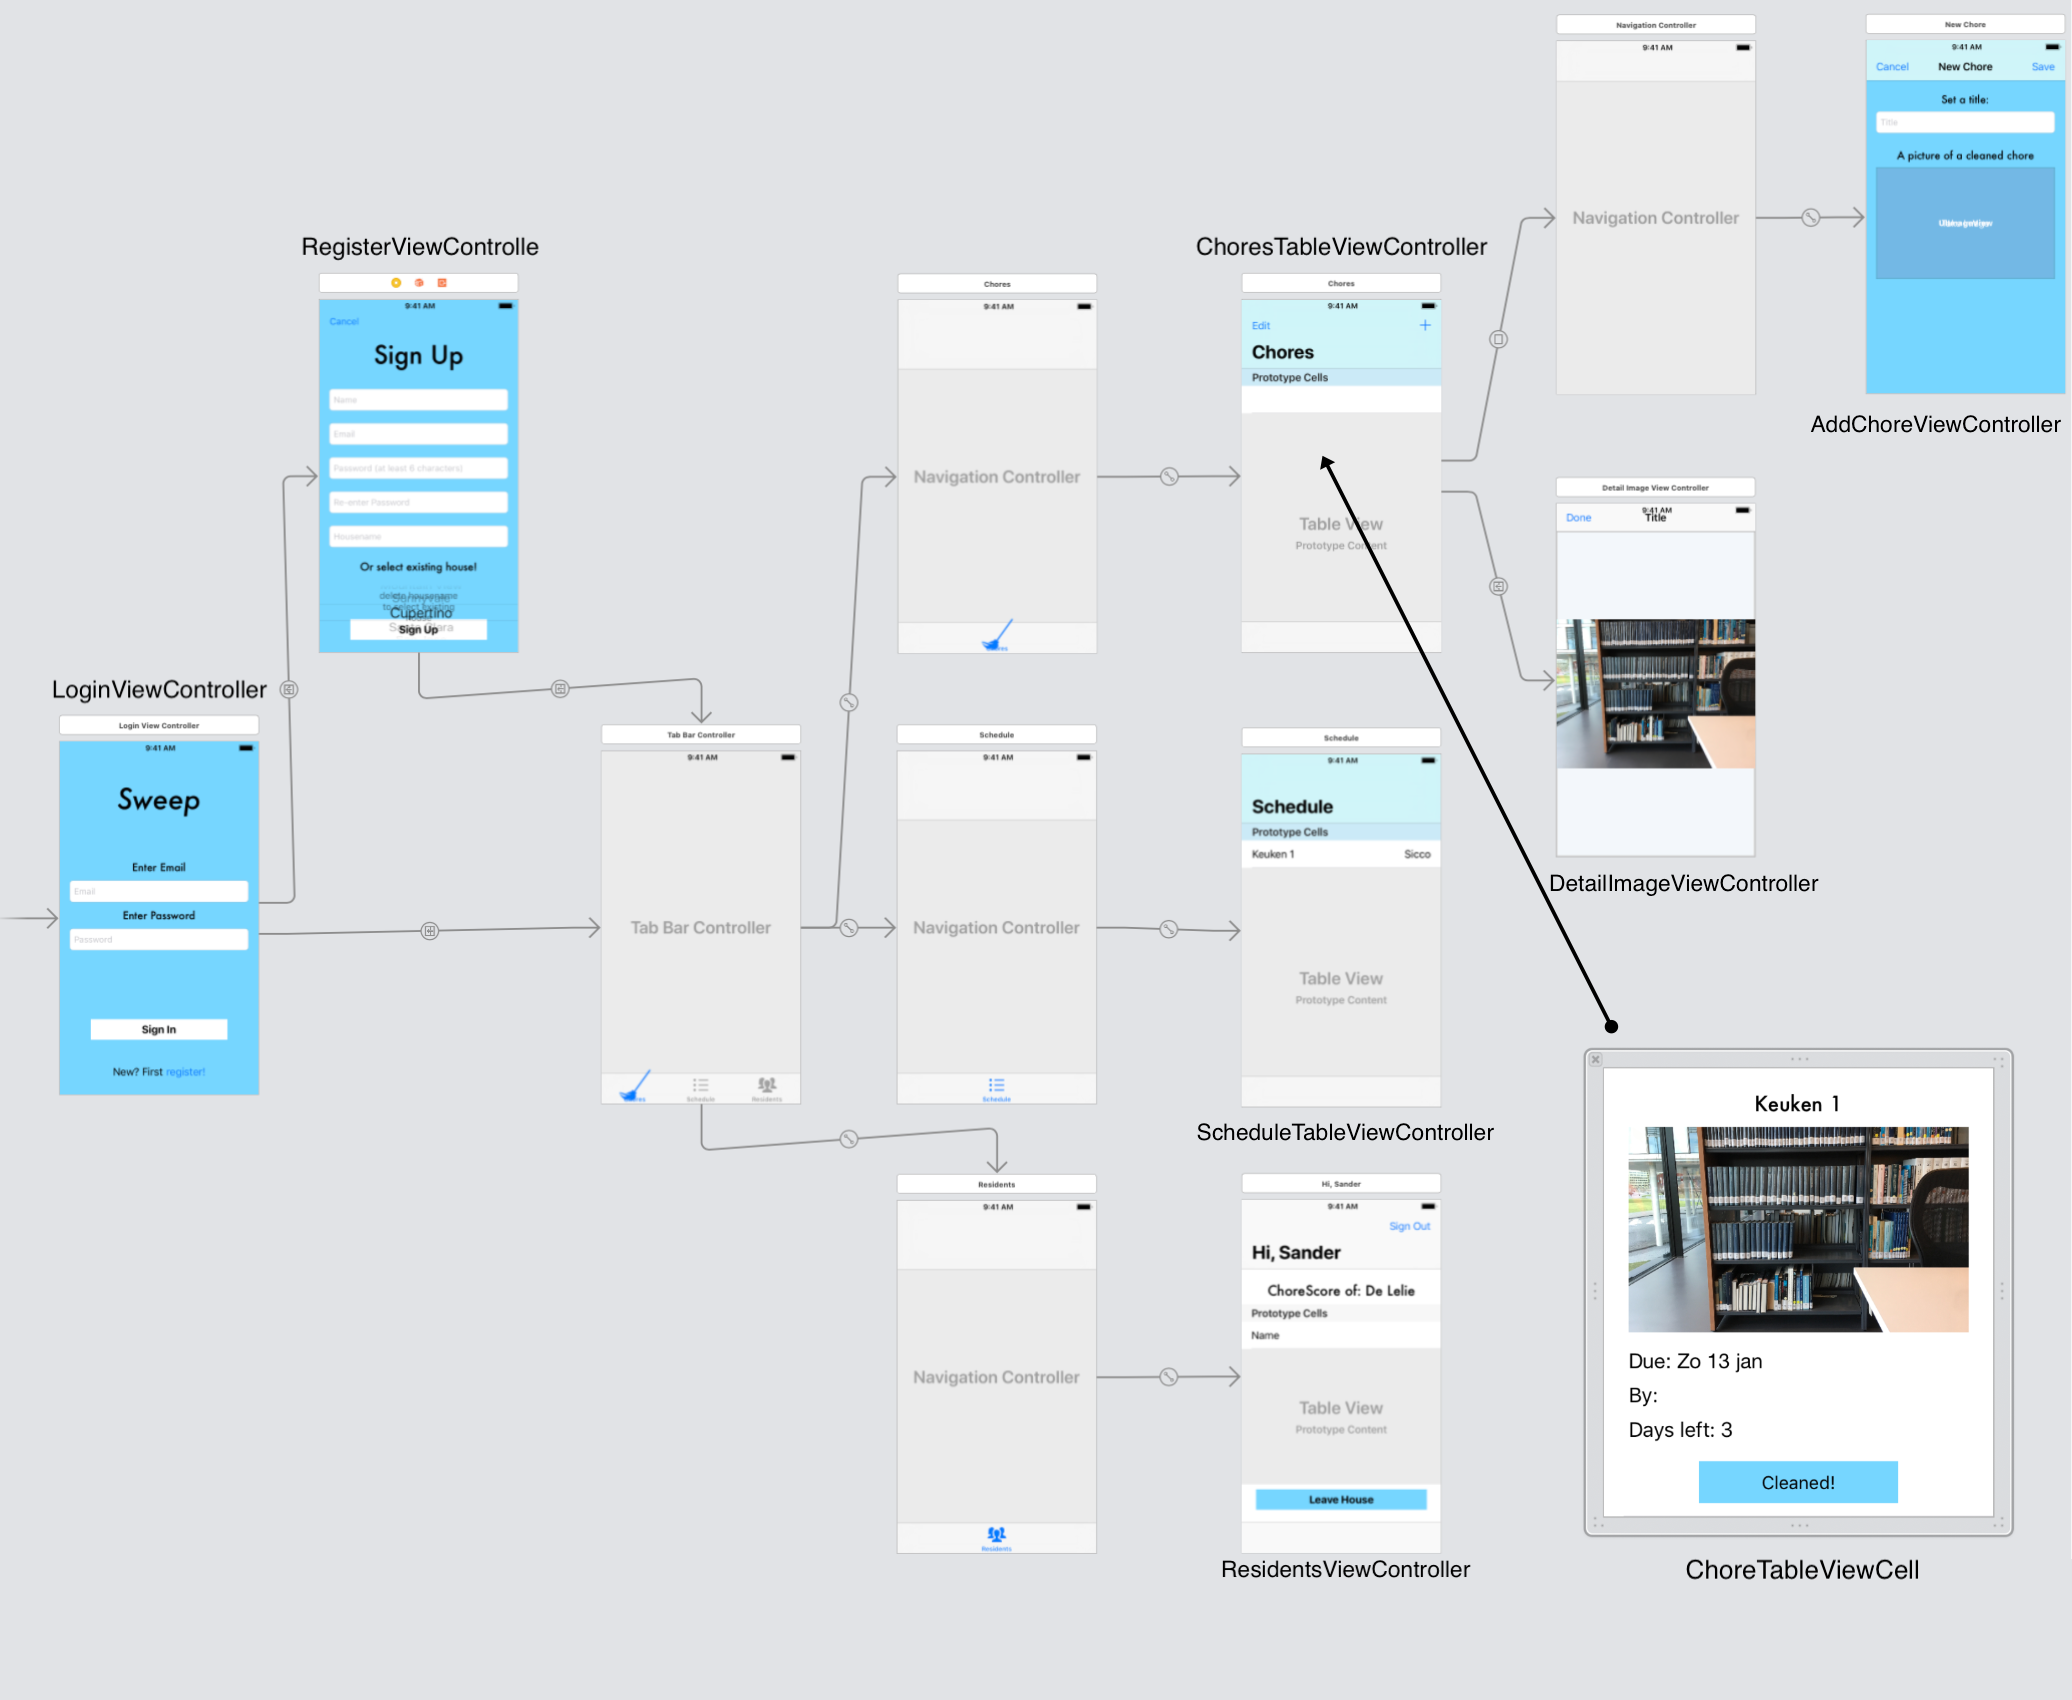 Navigation Controller
9:41 AM
Navigation Controller
New Chore
9:41 AM
Cancel New Chore Save
Set a title:
Title
A picture of a cleaned chore
AddChoreViewController
RegisterViewControlle
9:41 AM
Cancel
Sign Up
Name
Email
Password (at least 6 characters)
Re-enter Password
Housename
Or select existing house!
Sunnyvale
delete housename
to select existing
Cupertino
Sign Up
Chores
9:41 AM
Navigation Controller
ChoresTableViewController
Chores
9:41 AM
Edit +
Chores
Prototype Cells
Table View
Prototype Content
Detail Image View Controller
9:41 AM
Done Title
DetailImageViewController
LoginViewController
Login View Controller
9:41 AM
Sweep
Enter Email
Email
Enter Password
Password
Sign In
New? First register!
Tab Bar Controller
9:41 AM
Tab Bar Controller
Schedule Residents
Schedule
9:41 AM
Navigation Controller
Schedule
Schedule
9:41 AM
Schedule
Prototype Cells
Keuken 1 Sicco
Table View
Prototype Content
ScheduleTableViewController
Residents
9:41 AM
Navigation Controller
Residents
Hi, Sander
9:41 AM
Sign Out
Hi, Sander
ChoreScore of: De Lelie
Prototype Cells
Name
Table View
Prototype Content
Leave House
ResidentsViewController
Keuken 1
Due: Zo 13 jan
By:
Days left: 3
Cleaned!
ChoreTableViewCell